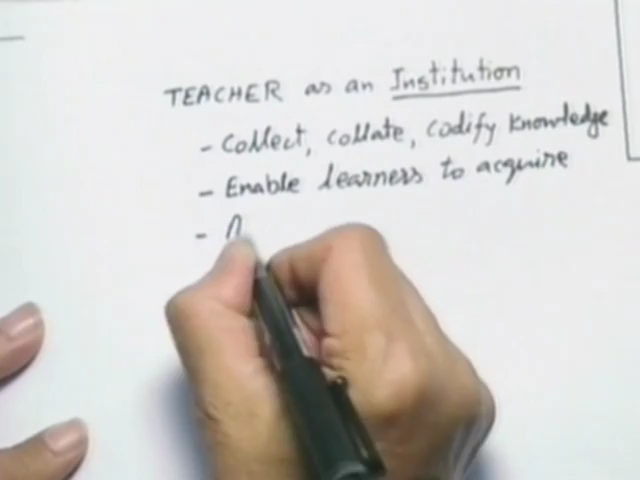 TEACHER as an Institution
- Collect, collate, codify knowledge
- Enable learners to acquire
-